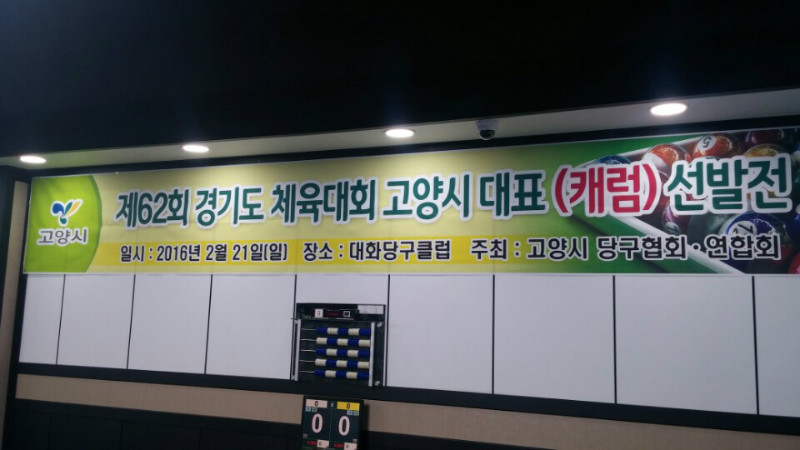 제62회 경기도 체육대회 고양시 대표 (캐럼) 선발전
고양시
일시 : 2016년 2월 21일(일) 장소 : 대화당구클럽 주최 : 고양시 당구협회·연합회
0 0